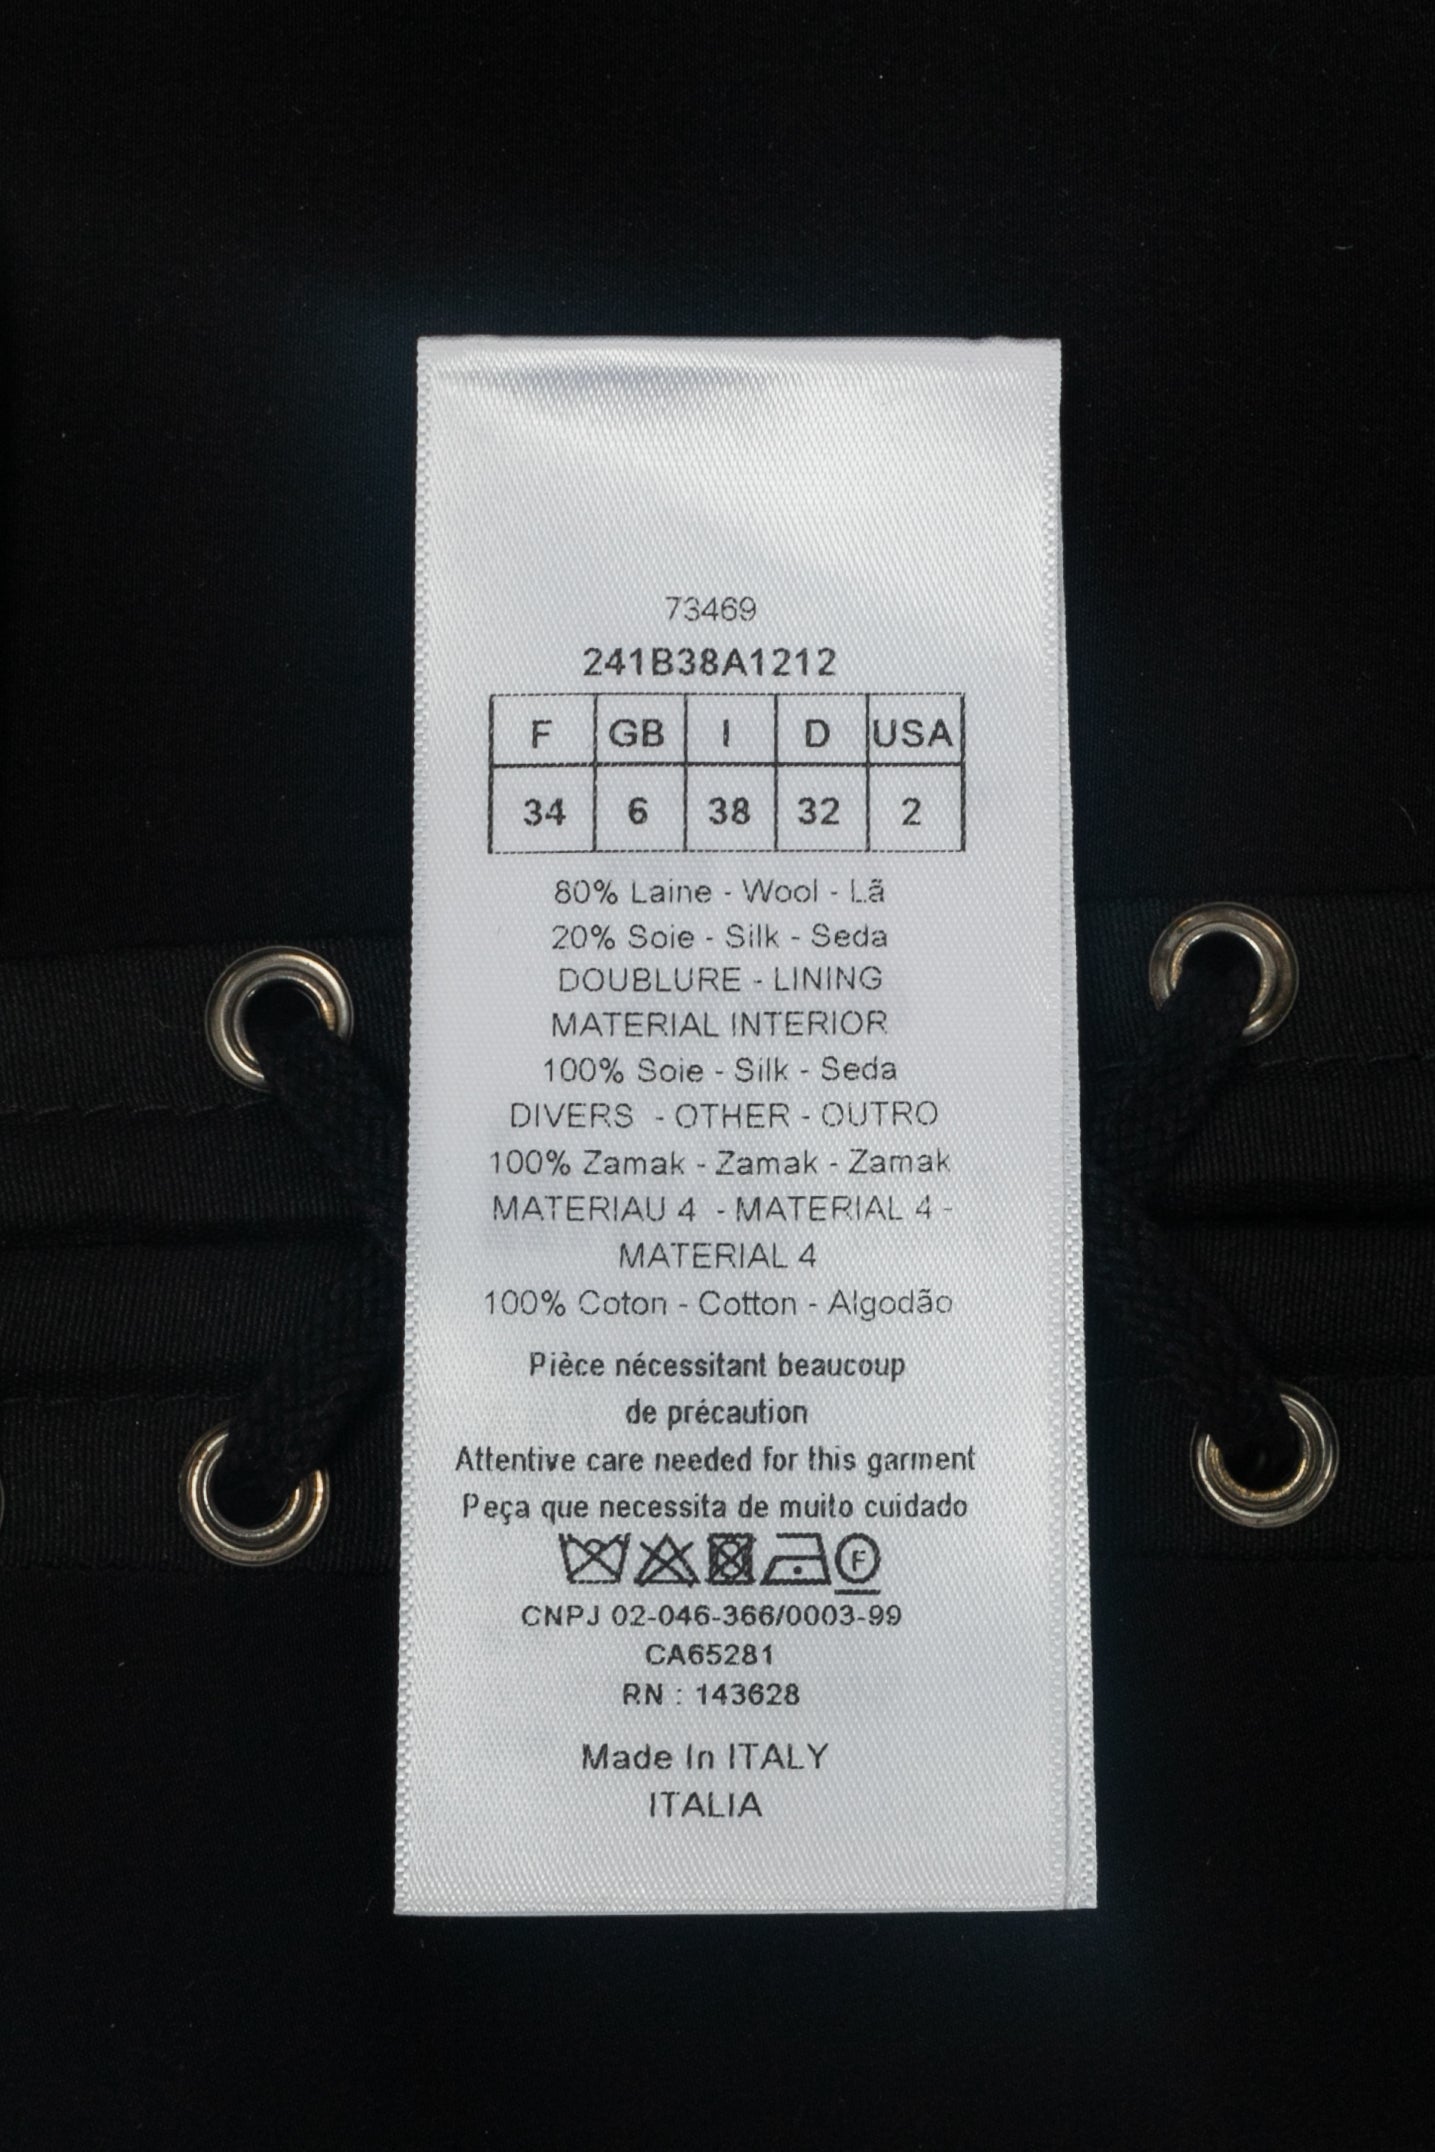 73469
241B38A1212
F GB I D USA
34 6 38 32 2
80% Laine - Wool - Lã
20% Soie - Silk - Seda
DOUBLURE - LINING
MATERIAL INTERIOR
100% Soie - Silk - Seda
DIVERS - OTHER - OUTRO
100% Zamak - Zamak - Zamak
MATERIAU 4 - MATERIAL 4 -
MATERIAL 4
100% Coton - Cotton - Algodão
Pièce nécessitant beaucoup
de précaution
Attentive care needed for this garment
Peça que necessita de muito cuidado
F
CNPJ 02-046-366/0003-99
CA65281
RN : 143628
Made In ITALY
ITALIA